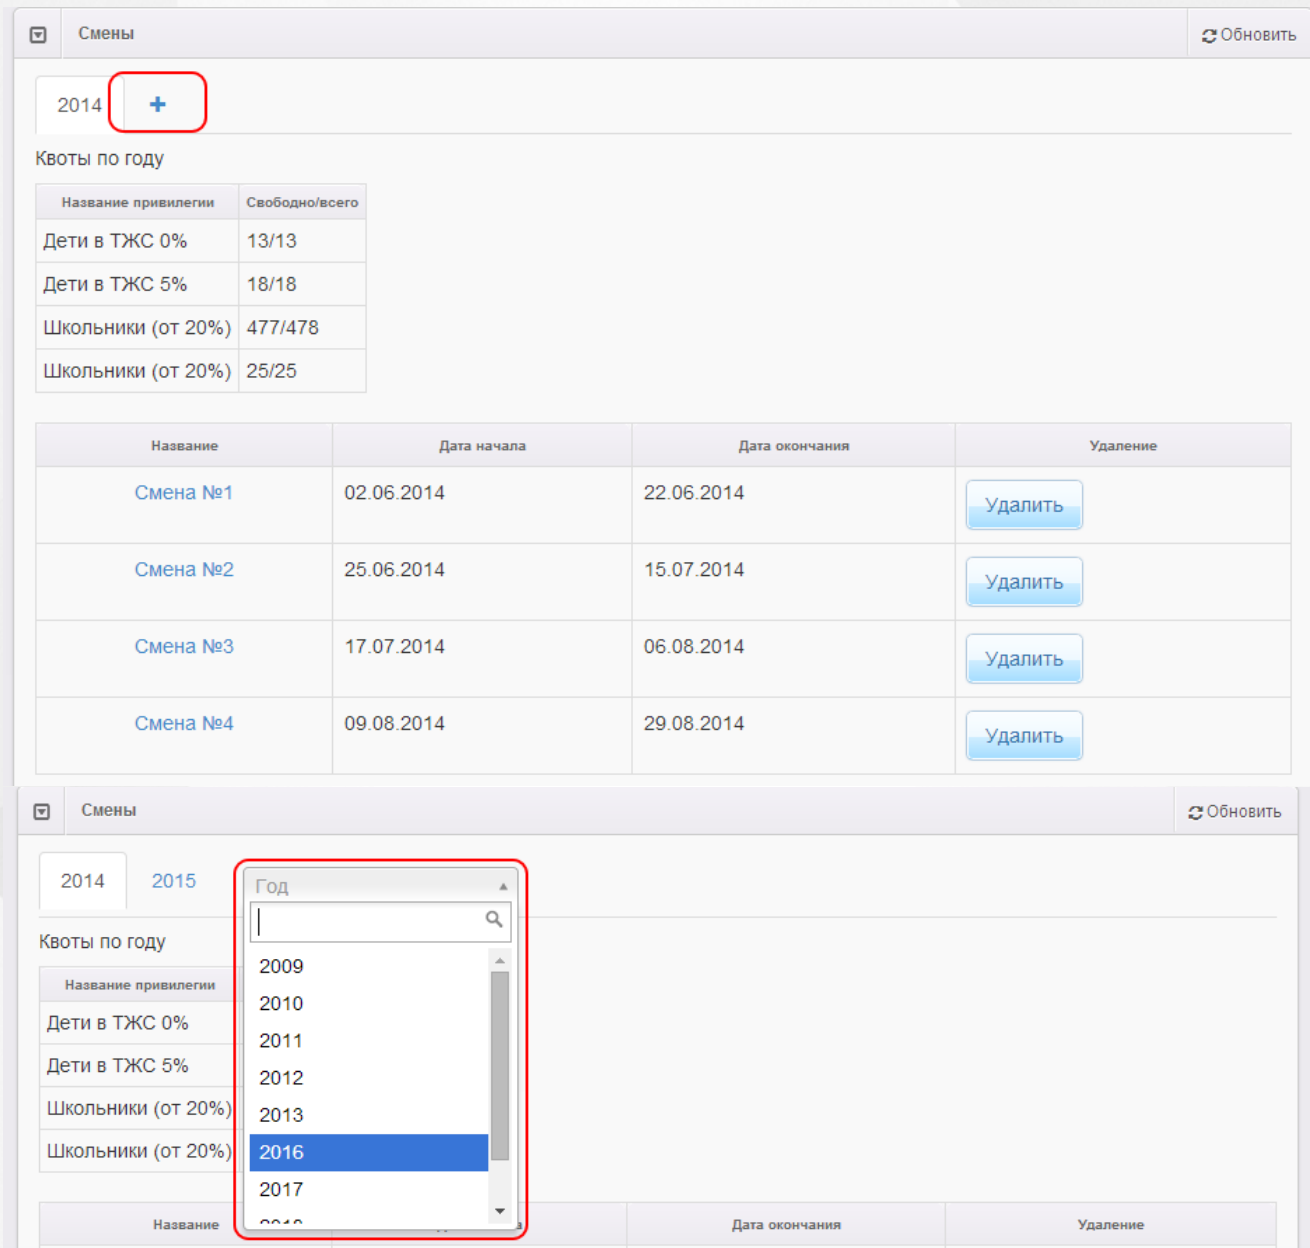 Смены
Обновить
2014 +
Квоты по году
Название привилегии Свободно/всего
Дети в ТЖС 0% 13/13
Дети в ТЖС 5% 18/18
Школьники (от 20%) 477/478
Школьники (от 20%) 25/25
Название Дата начала Дата окончания Удаление
Смена №1 02.06.2014 22.06.2014 Удалить
Смена №2 25.06.2014 15.07.2014 Удалить
Смена №3 17.07.2014 06.08.2014 Удалить
Смена №4 09.08.2014 29.08.2014 Удалить
Смены
Обновить
2014 2015
Год
Квоты по году
2009
Название привилегии
2010
Дети в ТЖС 0%
2011
Дети в ТЖС 5%
2012
Школьники (от 20%)
2013
Школьники (от 20%)
2016
2017
Название Дата окончания Удаление